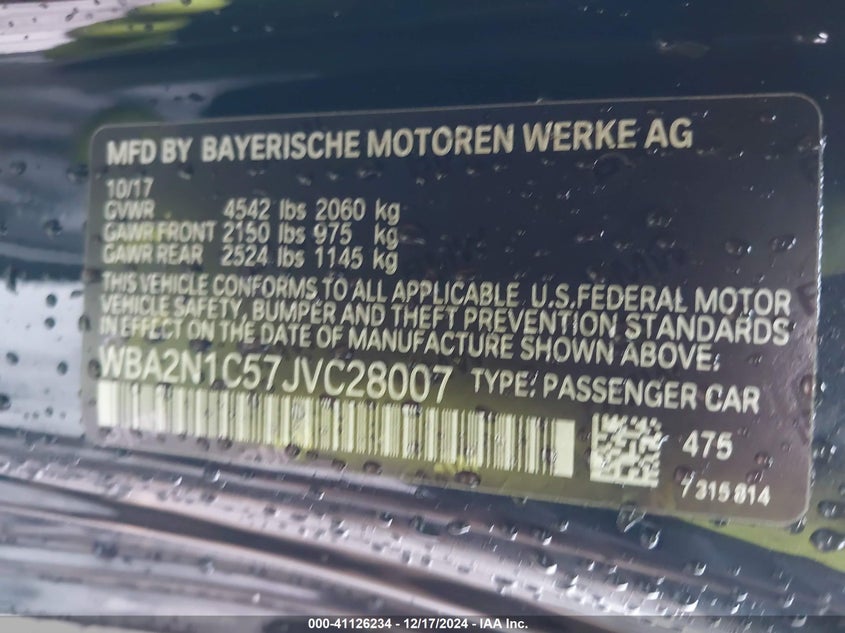 MFD BY BAYERISCHE MOTOREN WERKE AG
10/17
GVWR 4542 lbs 2060 kg
GAWR FRONT 2150 lbs 975 kg
GAWR REAR 2524 lbs 1145 kg
THIS VEHICLE CONFORMS TO ALL APPLICABLE U.S.FEDERAL MOTOR
VEHICLE SAFETY, BUMPER AND THEFT PREVENTION STANDARDS
IN EFFECT ON THE DATE OF MANUFACTURE SHOWN ABOVE:
WBA2N1C57JVC28007 TYPE: PASSENGER CAR
475
7 315 814
000-41126234 - 12/17/2024 - IAA Inc.